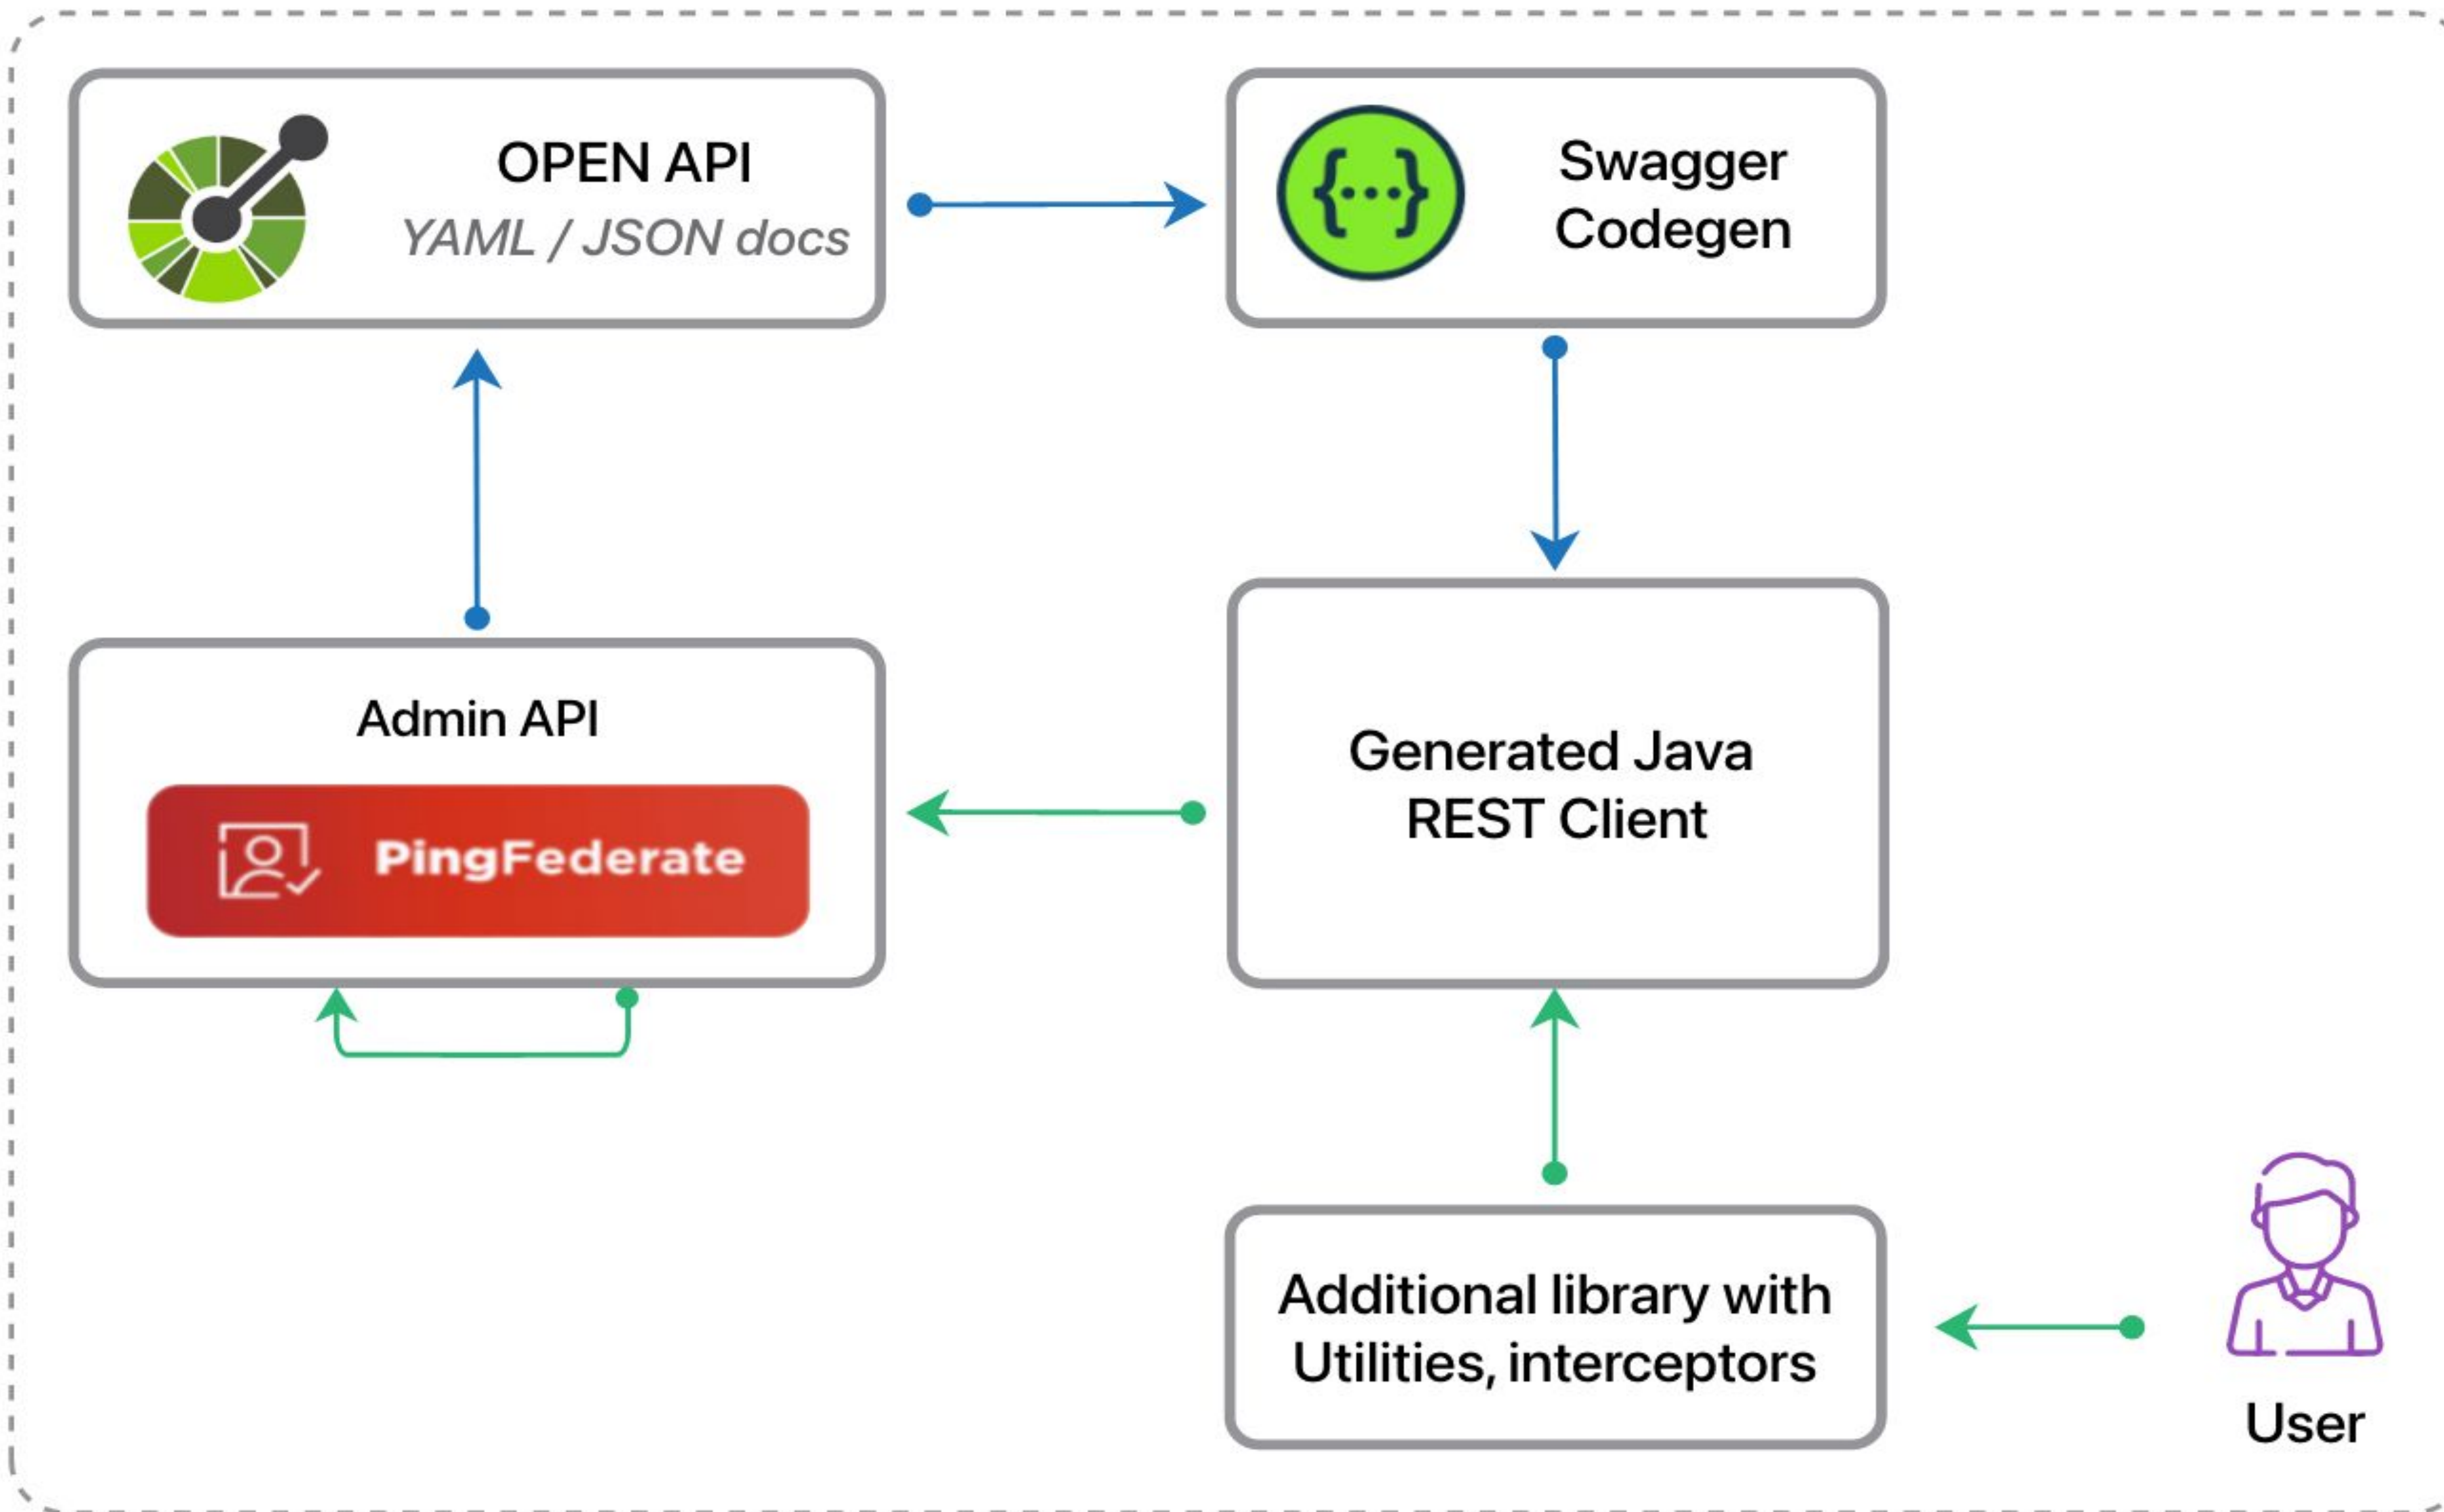 OPEN API
YAML / JSON docs
Swagger
Codegen
Admin API
PingFederate
Generated Java
REST Client
Additional library with
Utilities, interceptors
User